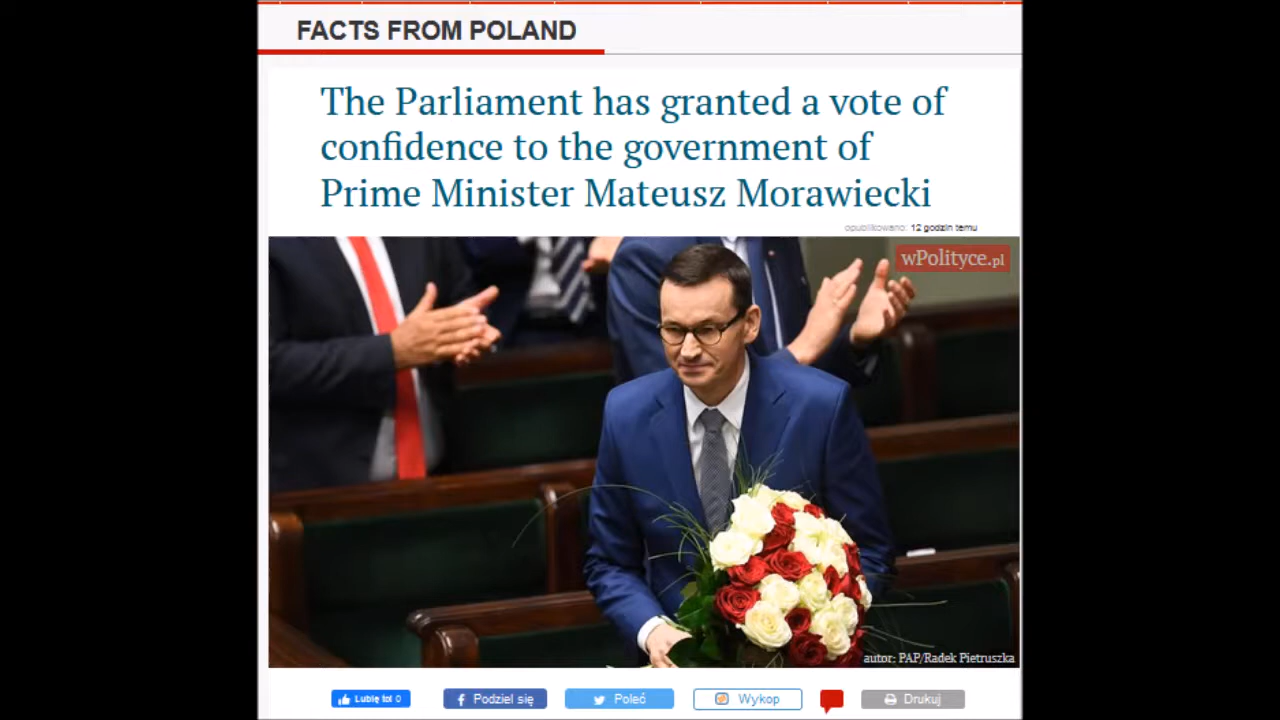 FACTS FROM POLAND
The Parliament has granted a vote of
confidence to the government of
Prime Minister Mateusz Morawiecki
opublikowano: 12 godzin temu
wPolityce.pl
autor: PAP/Radek Pietruszka
Lubię to! 0
Podziel się
Poleć
Wykop
Drukuj